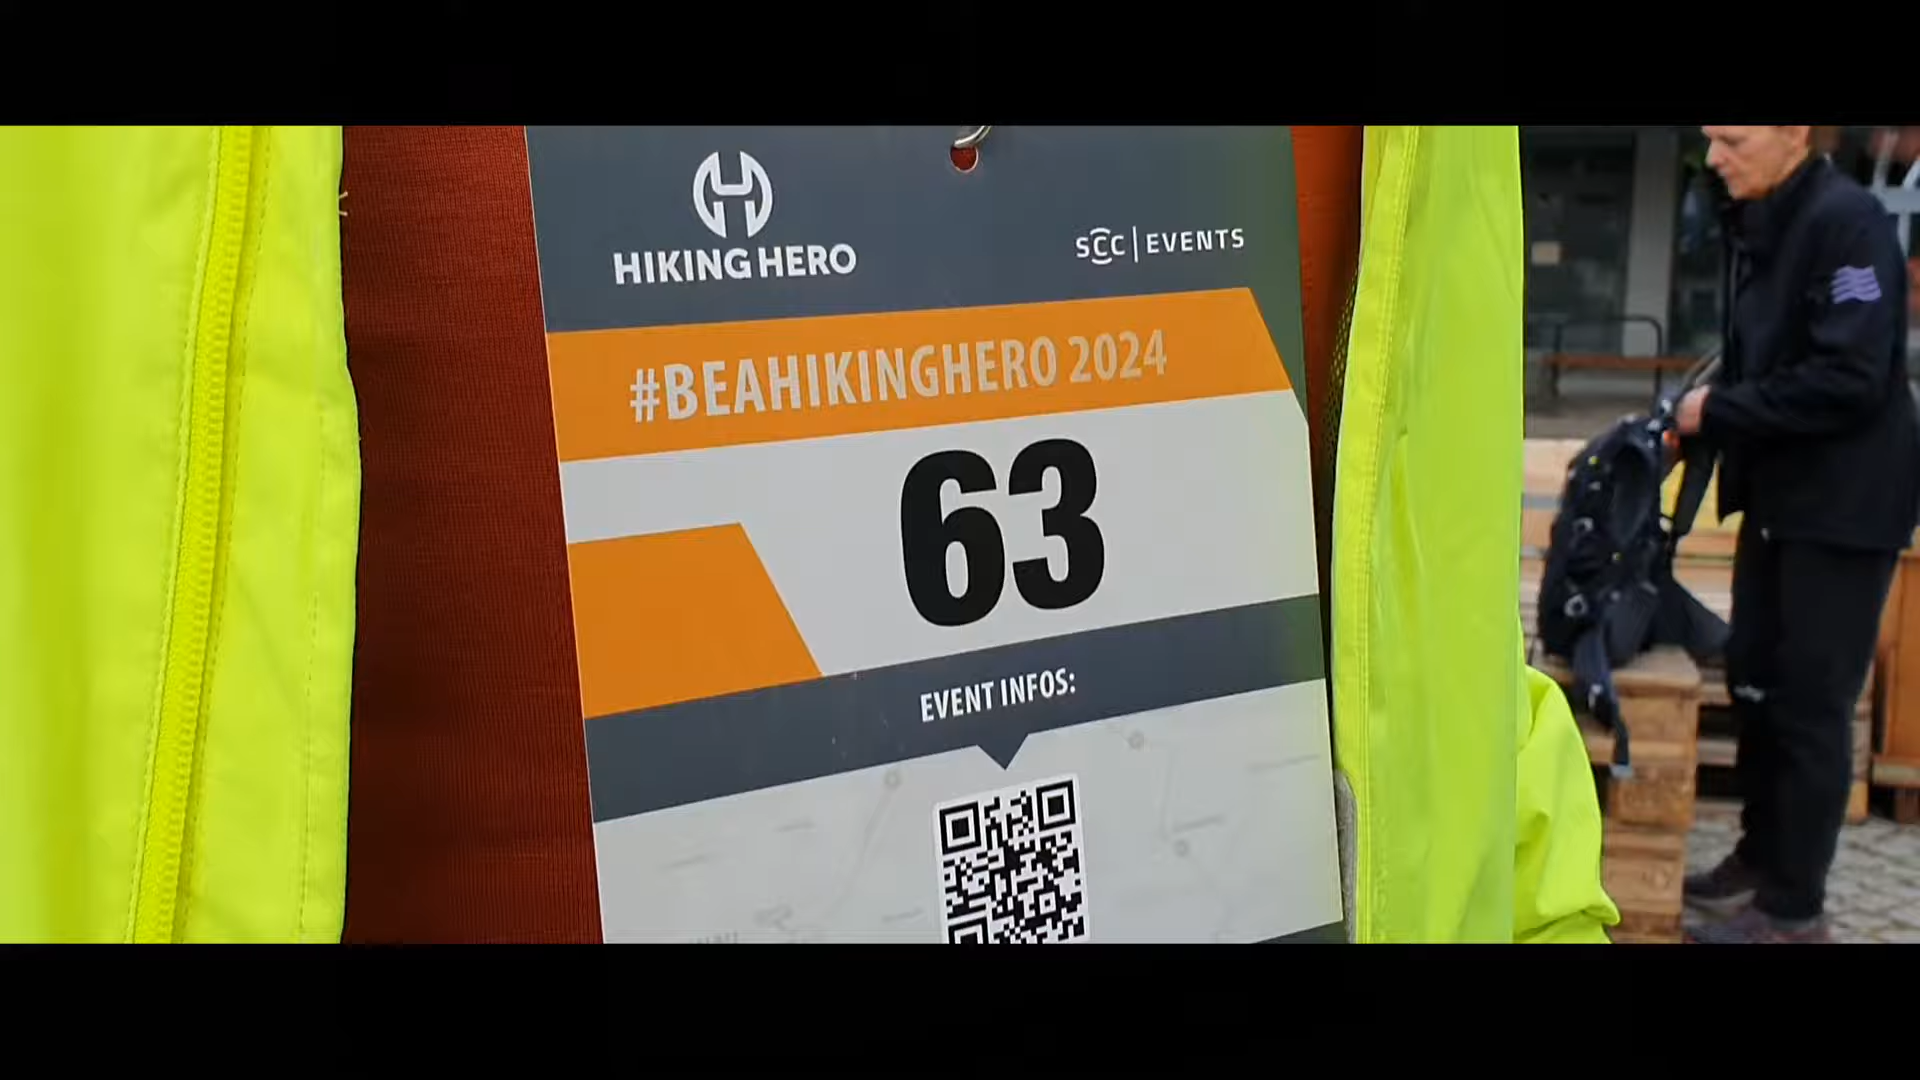 HIKING HERO
SCC | EVENTS
#BEAHIKINGHERO 2024
63
EVENT INFOS: